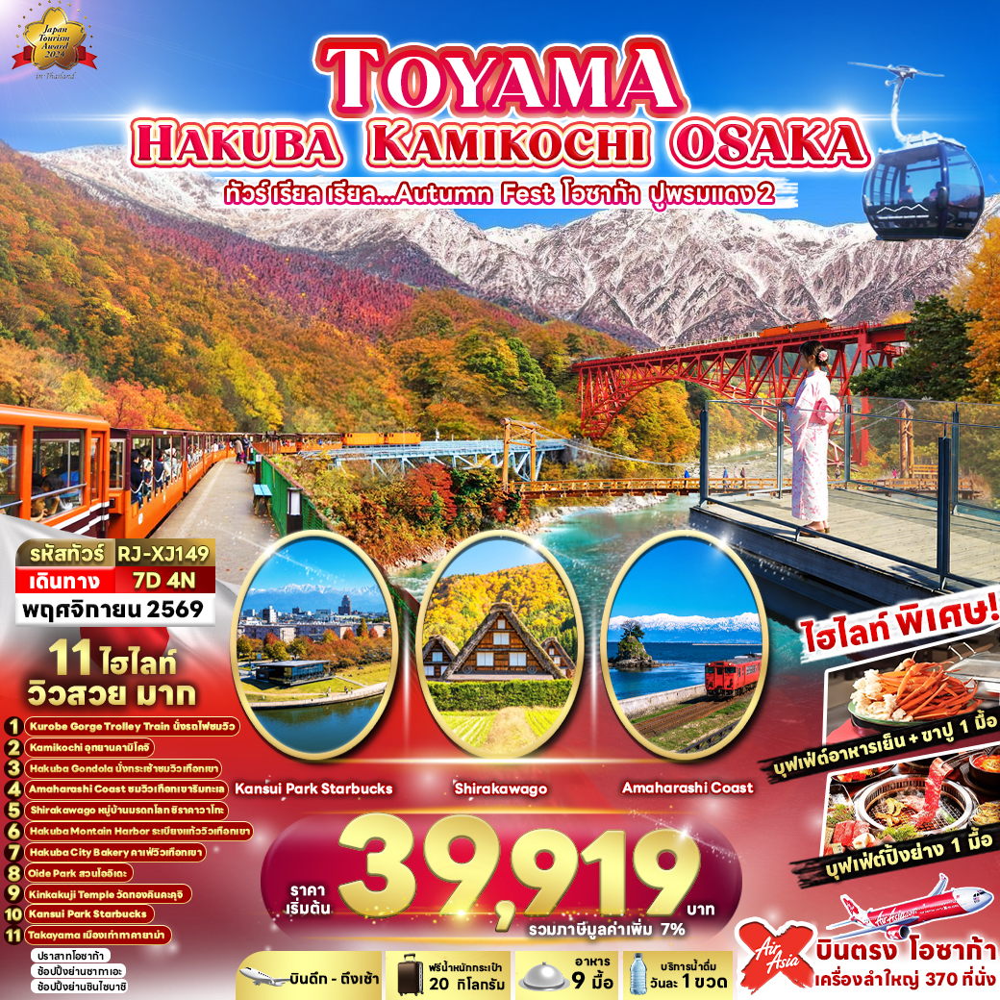 Japan
Tourism
Award
2024
in Thailand
TOYAMA
HAKUBA KAMIKOCHI OSAKA
ทัวร์ เรียล เรียล...Autumn Fest โอซาก้า ปูพรมแดง 2
รหัสทัวร์ RJ-XJ149
เดินทาง 7D 4N
พฤศจิกายน 2569
11 ไฮไลท์
วิวสวย มาก
1 Kurobe Gorge Trolley Train นั่งรถไฟชมวิว
2 Kamikochi อุทยานคามิโคจิ
3 Hakuba Gondola นั่งกระเช้าชมวิวเทือกเขา
4 Amaharashi Coast ชมวิวเทือกเขาริมทะเล
5 Shirakawago หมู่บ้านมรดกโลก ชิราคาวาโกะ
6 Hakuba Montain Harbor ระเบียงแก้ววิวเทือกเขา
7 Hakuba City Bakery คาเฟ่วิวเทือกเขา
8 Oide Park สวนโออิเดะ
9 Kinkakuji Temple วัดทองคินคะคุจิ
10 Kansui Park Starbucks
11 Takayama เมืองเก่าทาคายาม่า
ปราสาทโอซาก้า
ช้อปปิ้งย่านซากาเอะ
ช้อปปิ้งย่านชินไซบาชิ
Kansui Park Starbucks
Shirakawago
Amaharashi Coast
ไฮไลท์ พิเศษ!
บุฟเฟ่ต์อาหารเย็น + ขาปู 1 มื้อ
บุฟเฟ่ต์ปิ้งย่าง 1 มื้อ
ราคา
เริ่มต้น
39,919
บาท
รวมภาษีมูลค่าเพิ่ม 7%
บินดึก - ถึงเช้า
ฟรีน้ำหนักกระเป๋า
20 กิโลกรัม
อาหาร
9 มื้อ
บริการน้ำดื่ม
วันละ 1 ขวด
Air
Asia
X
AirAsia
บินตรง โอซาก้า
เครื่องลำใหญ่ 370 ที่นั่ง